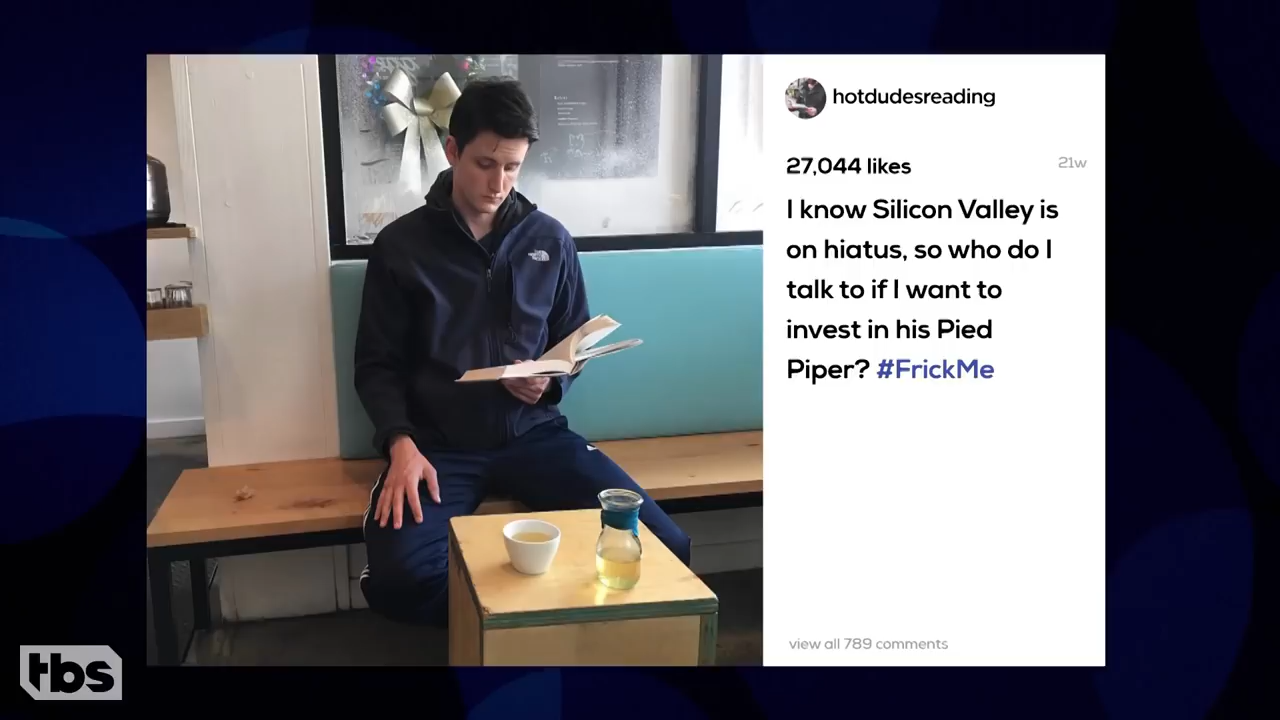 hotdudesreading
27,044 likes
21w
I know Silicon Valley is
on hiatus, so who do I
talk to if I want to
invest in his Pied
Piper? #FrickMe
view all 789 comments
tbs